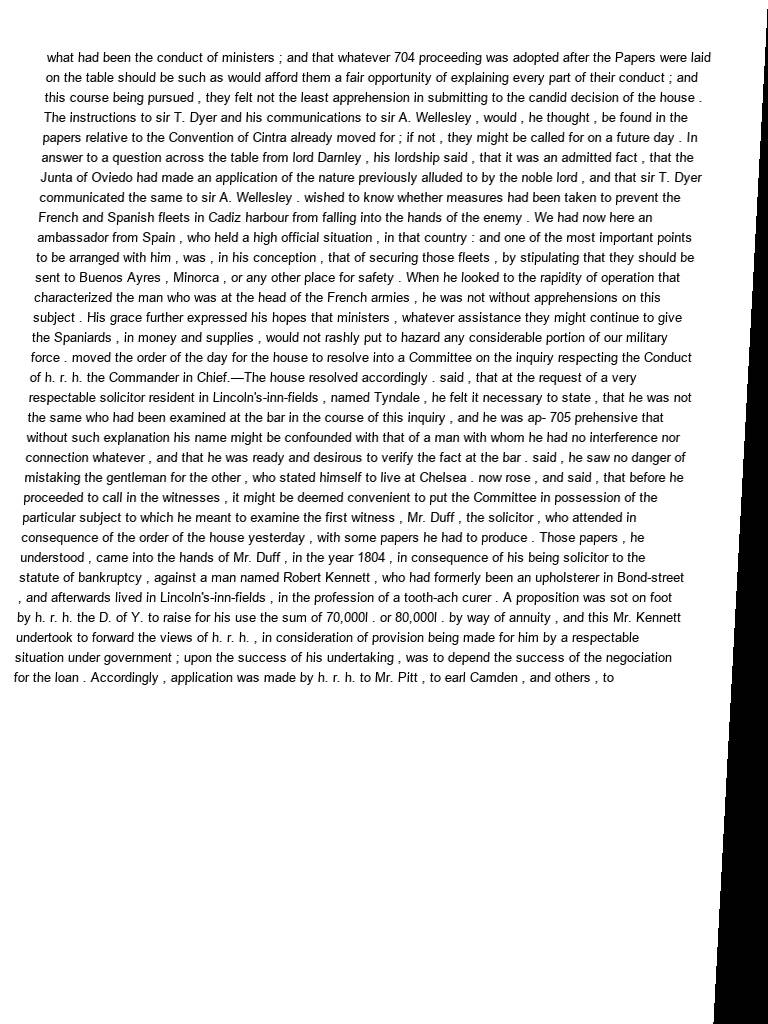 what had been the conduct of ministers ; and that whatever 704 proceeding was adopted after the Papers were laid
on the table should be such as would afford them a fair opportunity of explaining every part of their conduct ; and
this course being pursued , they felt not the least apprehension in submitting to the candid decision of the house .
The instructions to sir T. Dyer and his communications to sir A. Wellesley , would , he thought , be found in the
papers relative to the Convention of Cintra already moved for ; if not , they might be called for on a future day . In
answer to a question across the table from lord Darnley , his lordship said , that it was an admitted fact , that the
Junta of Oviedo had made an application of the nature previously alluded to by the noble lord , and that sir T. Dyer
communicated the same to sir A. Wellesley . wished to know whether measures had been taken to prevent the
French and Spanish fleets in Cadiz harbour from falling into the hands of the enemy . We had now here an
ambassador from Spain , who held a high official situation , in that country : and one of the most important points
to be arranged with him , was , in his conception , that of securing those fleets , by stipulating that they should be
sent to Buenos Ayres , Minorca , or any other place for safety . When he looked to the rapidity of operation that
characterized the man who was at the head of the French armies , he was not without apprehensions on this
subject . His grace further expressed his hopes that ministers , whatever assistance they might continue to give
the Spaniards , in money and supplies , would not rashly put to hazard any considerable portion of our military
force . moved the order of the day for the house to resolve into a Committee on the inquiry respecting the Conduct
of h. r. h. the Commander in Chief.—The house resolved accordingly . said , that at the request of a very
respectable solicitor resident in Lincoln's-inn-fields , named Tyndale , he felt it necessary to state , that he was not
the same who had been examined at the bar in the course of this inquiry , and he was ap- 705 prehensive that
without such explanation his name might be confounded with that of a man with whom he had no interference nor
connection whatever , and that he was ready and desirous to verify the fact at the bar . said , he saw no danger of
mistaking the gentleman for the other , who stated himself to live at Chelsea . now rose , and said , that before he
proceeded to call in the witnesses , it might be deemed convenient to put the Committee in possession of the
particular subject to which he meant to examine the first witness , Mr. Duff , the solicitor , who attended in
consequence of the order of the house yesterday , with some papers he had to produce . Those papers , he
understood , came into the hands of Mr. Duff , in the year 1804 , in consequence of his being solicitor to the
statute of bankruptcy , against a man named Robert Kennett , who had formerly been an upholsterer in Bond-street
, and afterwards lived in Lincoln's-inn-fields , in the profession of a tooth-ach curer . A proposition was sot on foot
by h. r. h. the D. of Y. to raise for his use the sum of 70,000l . or 80,000l . by way of annuity , and this Mr. Kennett
undertook to forward the views of h. r. h. , in consideration of provision being made for him by a respectable
situation under government ; upon the success of his undertaking , was to depend the success of the negociation
for the loan . Accordingly , application was made by h. r. h. to Mr. Pitt , to earl Camden , and others , to